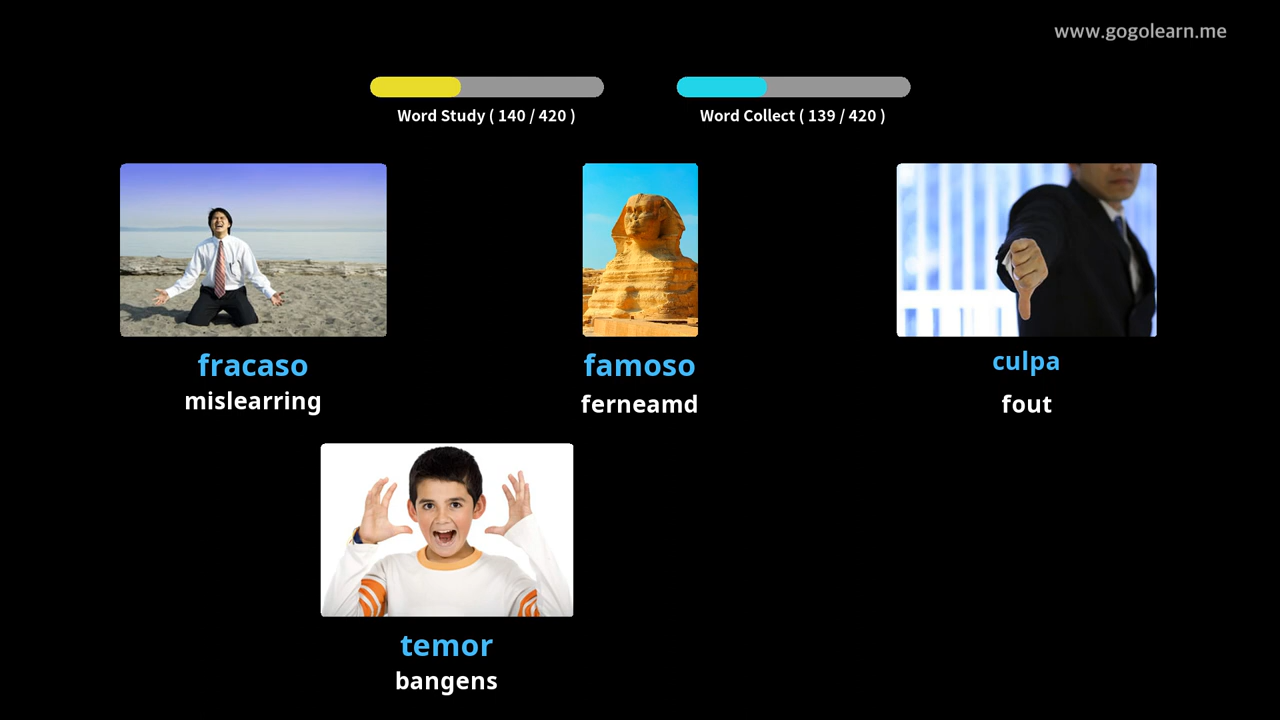 www.gogolearn.me
Word Study ( 140 / 420 )
Word Collect ( 139 / 420 )
fracaso
mislearring
famoso
ferneamd
culpa
fout
temor
bangens